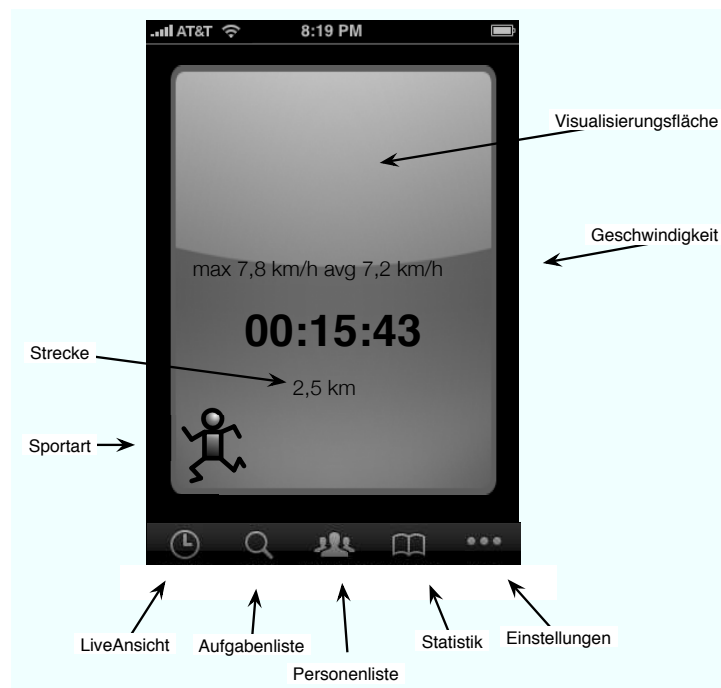 AT&T 8:19 PM
Visualisierungsfläche
Geschwindigkeit
max 7,8 km/h avg 7,2 km/h
00:15:43
Strecke
2,5 km
Sportart
LiveAnsicht
Aufgabenliste
Personenliste
Statistik
Einstellungen